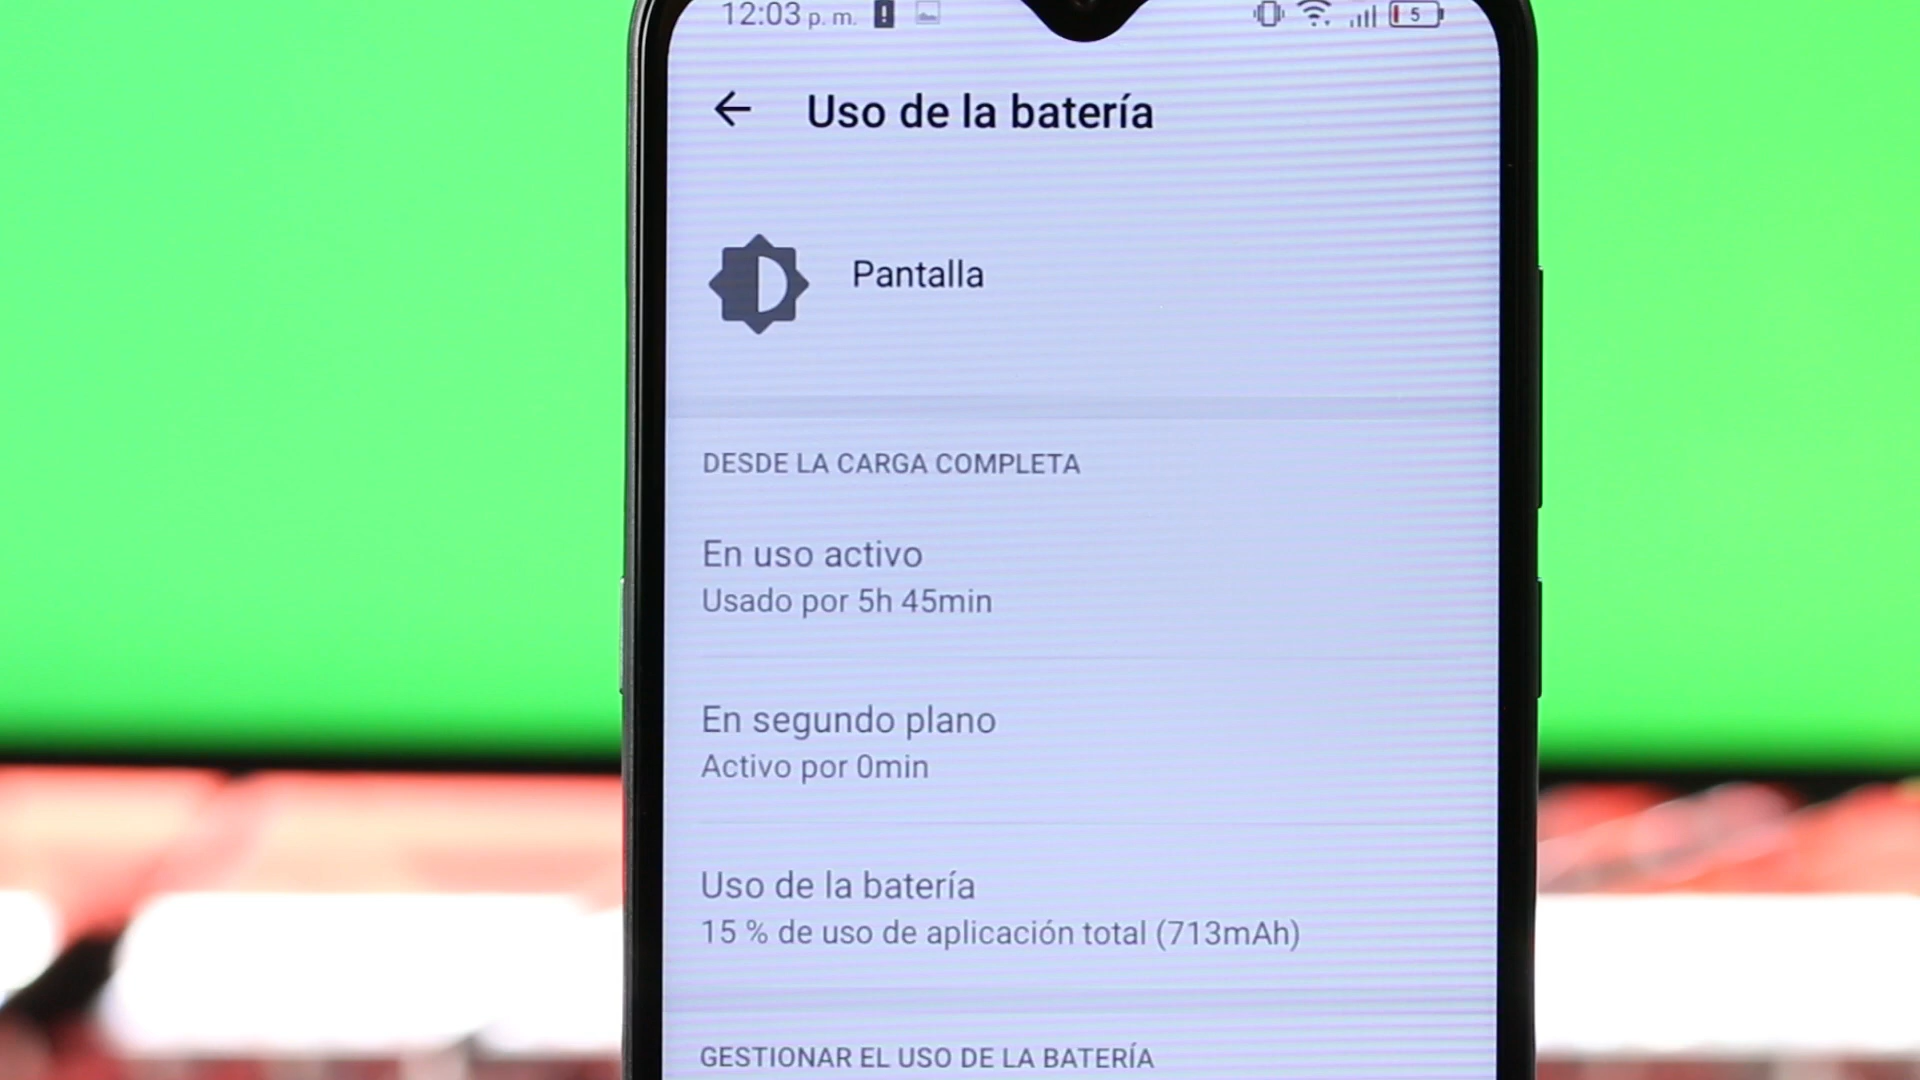 12:03 p. m.
5
Uso de la batería
Pantalla
DESDE LA CARGA COMPLETA
En uso activo
Usado por 5h 45min
En segundo plano
Activo por 0min
Uso de la batería
15 % de uso de aplicación total (713mAh)
GESTIONAR EL USO DE LA BATERÍA